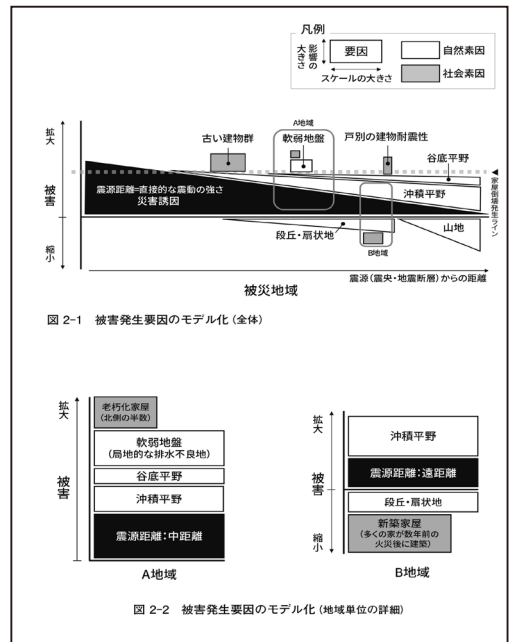 凡例
影響の
大きさ
要因
スケールの大きさ
自然素因
社会素因
拡大
被害
縮小
古い建物群
A地域
軟弱地盤
戸別の建物耐震性
谷底平野
家屋倒壊発生ライン
震源距離=直接的な震動の強さ
災害誘因
沖積平野
段丘・扇状地
山地
B地域
震源(震央・地震断層)からの距離
被災地域
図 2-1 被害発生要因のモデル化(全体)
拡大
被害
老朽化家屋
(北側の半数)
軟弱地盤
(局地的な排水不良地)
谷底平野
沖積平野
震源距離:中距離
A地域
拡大
被害
縮小
沖積平野
震源距離:遠距離
段丘・扇状地
新築家屋
(多くの家が数年前の
火災後に建築)
B地域
図 2-2 被害発生要因のモデル化(地域単位の詳細)